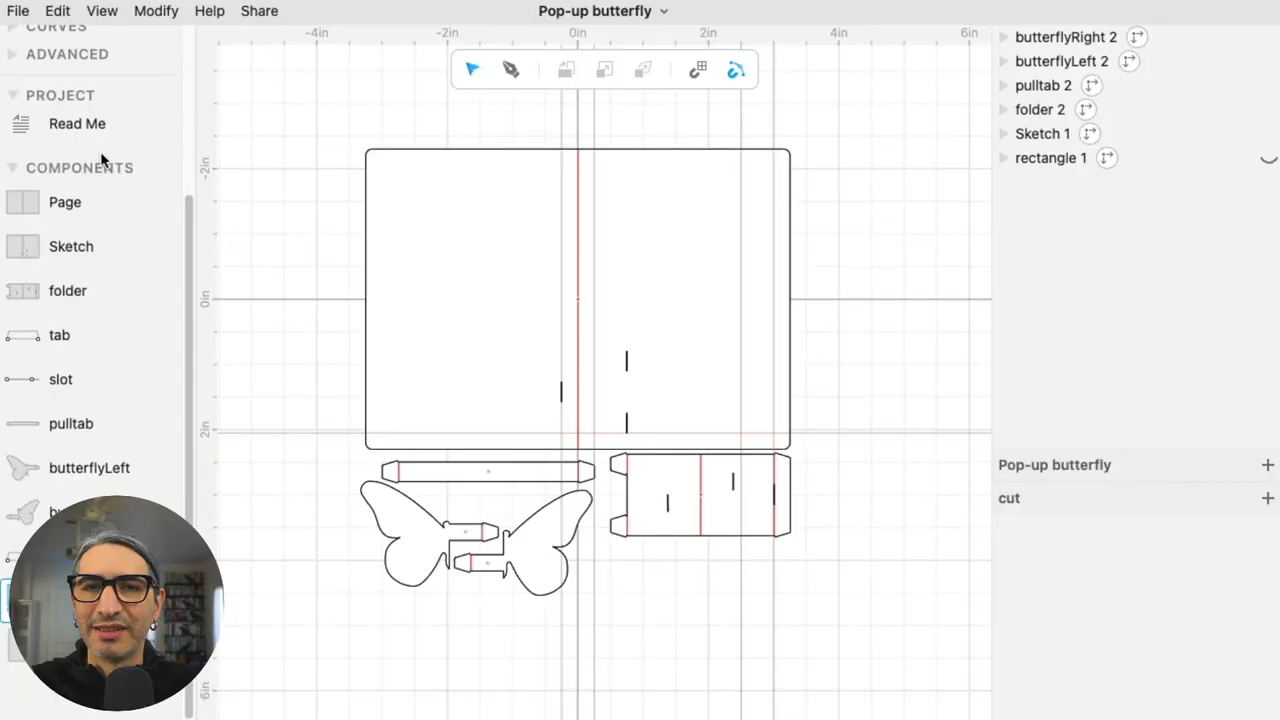 File Edit View Modify Help Share
Pop-up butterfly
CURVES
ADVANCED
PROJECT
Read Me
COMPONENTS
Page
Sketch
folder
tab
slot
pulltab
butterflyLeft
-4in -2in 0in 2in 4in 6in
-2in
0in
2in
6in
butterflyRight 2
butterflyLeft 2
pulltab 2
folder 2
Sketch 1
rectangle 1
Pop-up butterfly
cut